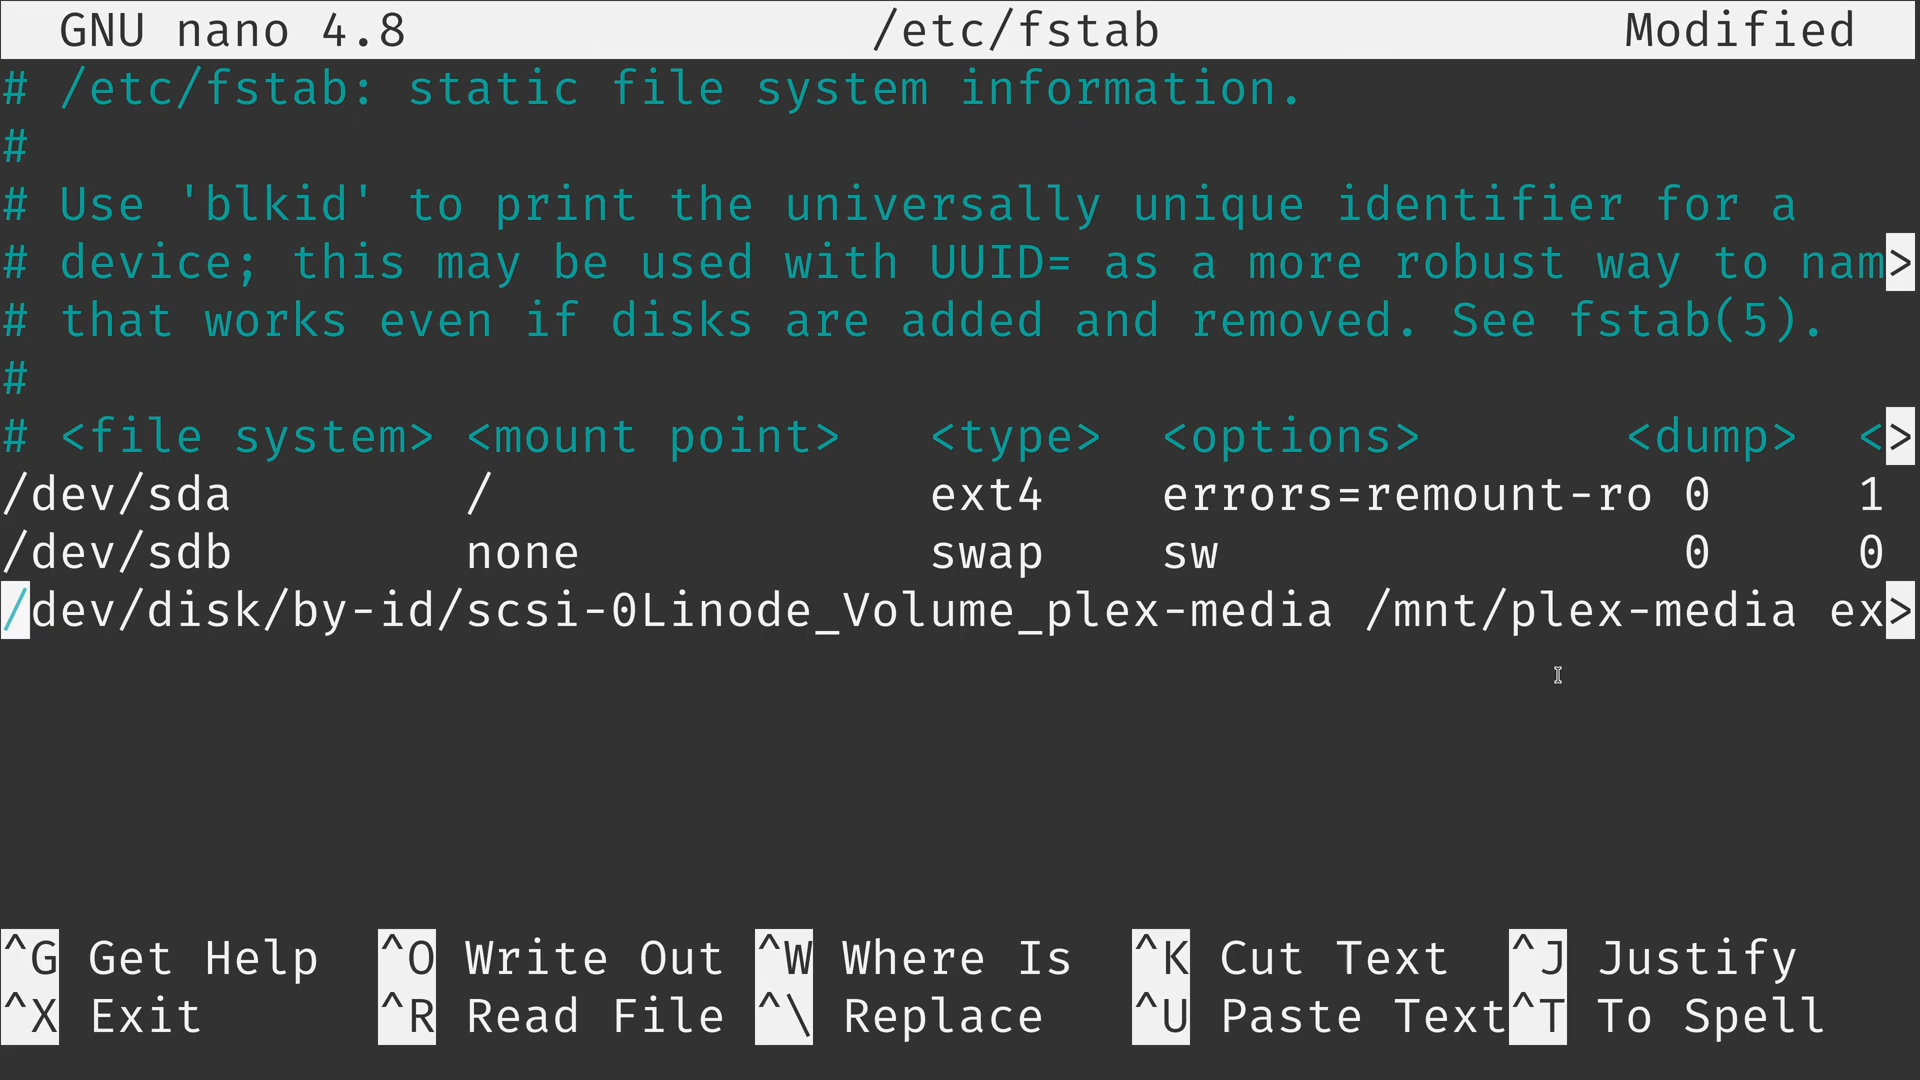 GNU nano 4.8 /etc/fstab Modified
# /etc/fstab: static file system information.
#
# Use 'blkid' to print the universally unique identifier for a
# device; this may be used with UUID= as a more robust way to nam>
# that works even if disks are added and removed. See fstab(5).
#
# <file system> <mount point>   <type>  <options>       <dump>  <>
/dev/sda        /               ext4    errors=remount-ro 0     1
/dev/sdb        none            swap    sw                0     0
/dev/disk/by-id/scsi-0Linode_Volume_plex-media /mnt/plex-media ex>
^G Get Help ^O Write Out ^W Where Is ^K Cut Text ^J Justify
^X Exit ^R Read File ^\ Replace ^U Paste Text ^T To Spell